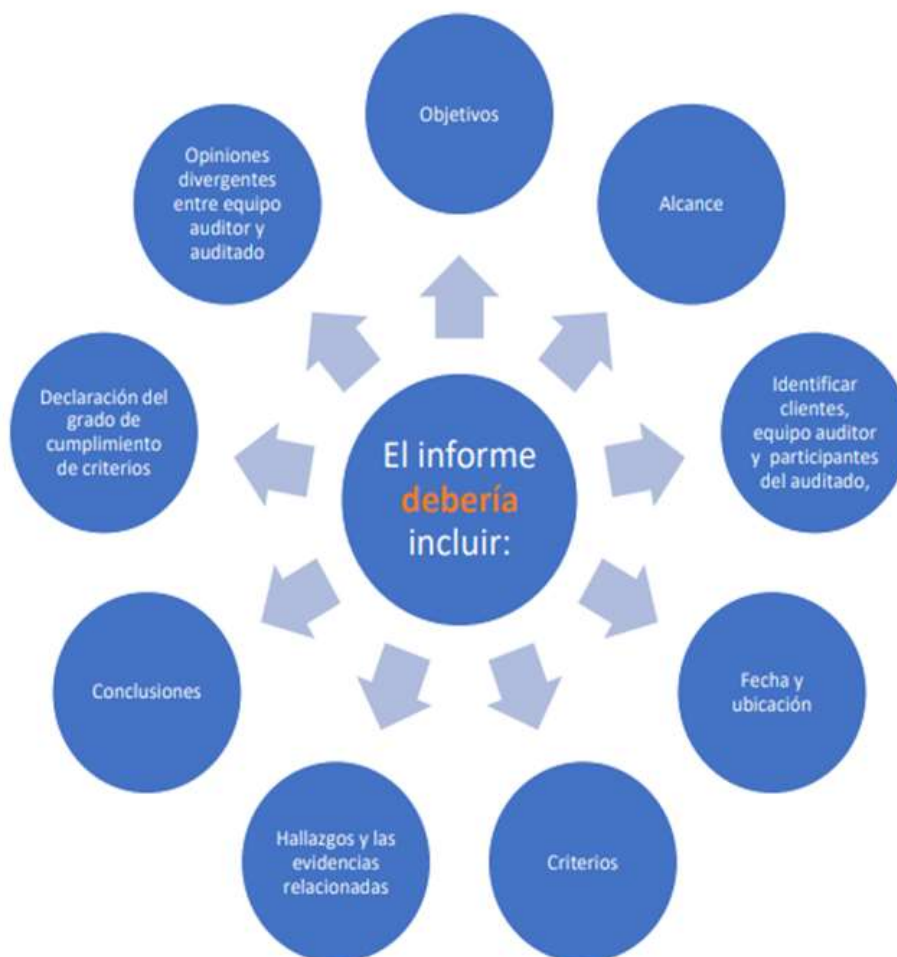 El informe
debería
incluir:
Objetivos
Alcance
Identificar
clientes,
equipo auditor
y participantes
del auditado,
Fecha y
ubicación
Criterios
Hallazgos y las
evidencias
relacionadas
Conclusiones
Declaración del
grado de
cumplimiento
de criterios
Opiniones
divergentes
entre equipo
auditor y
auditado